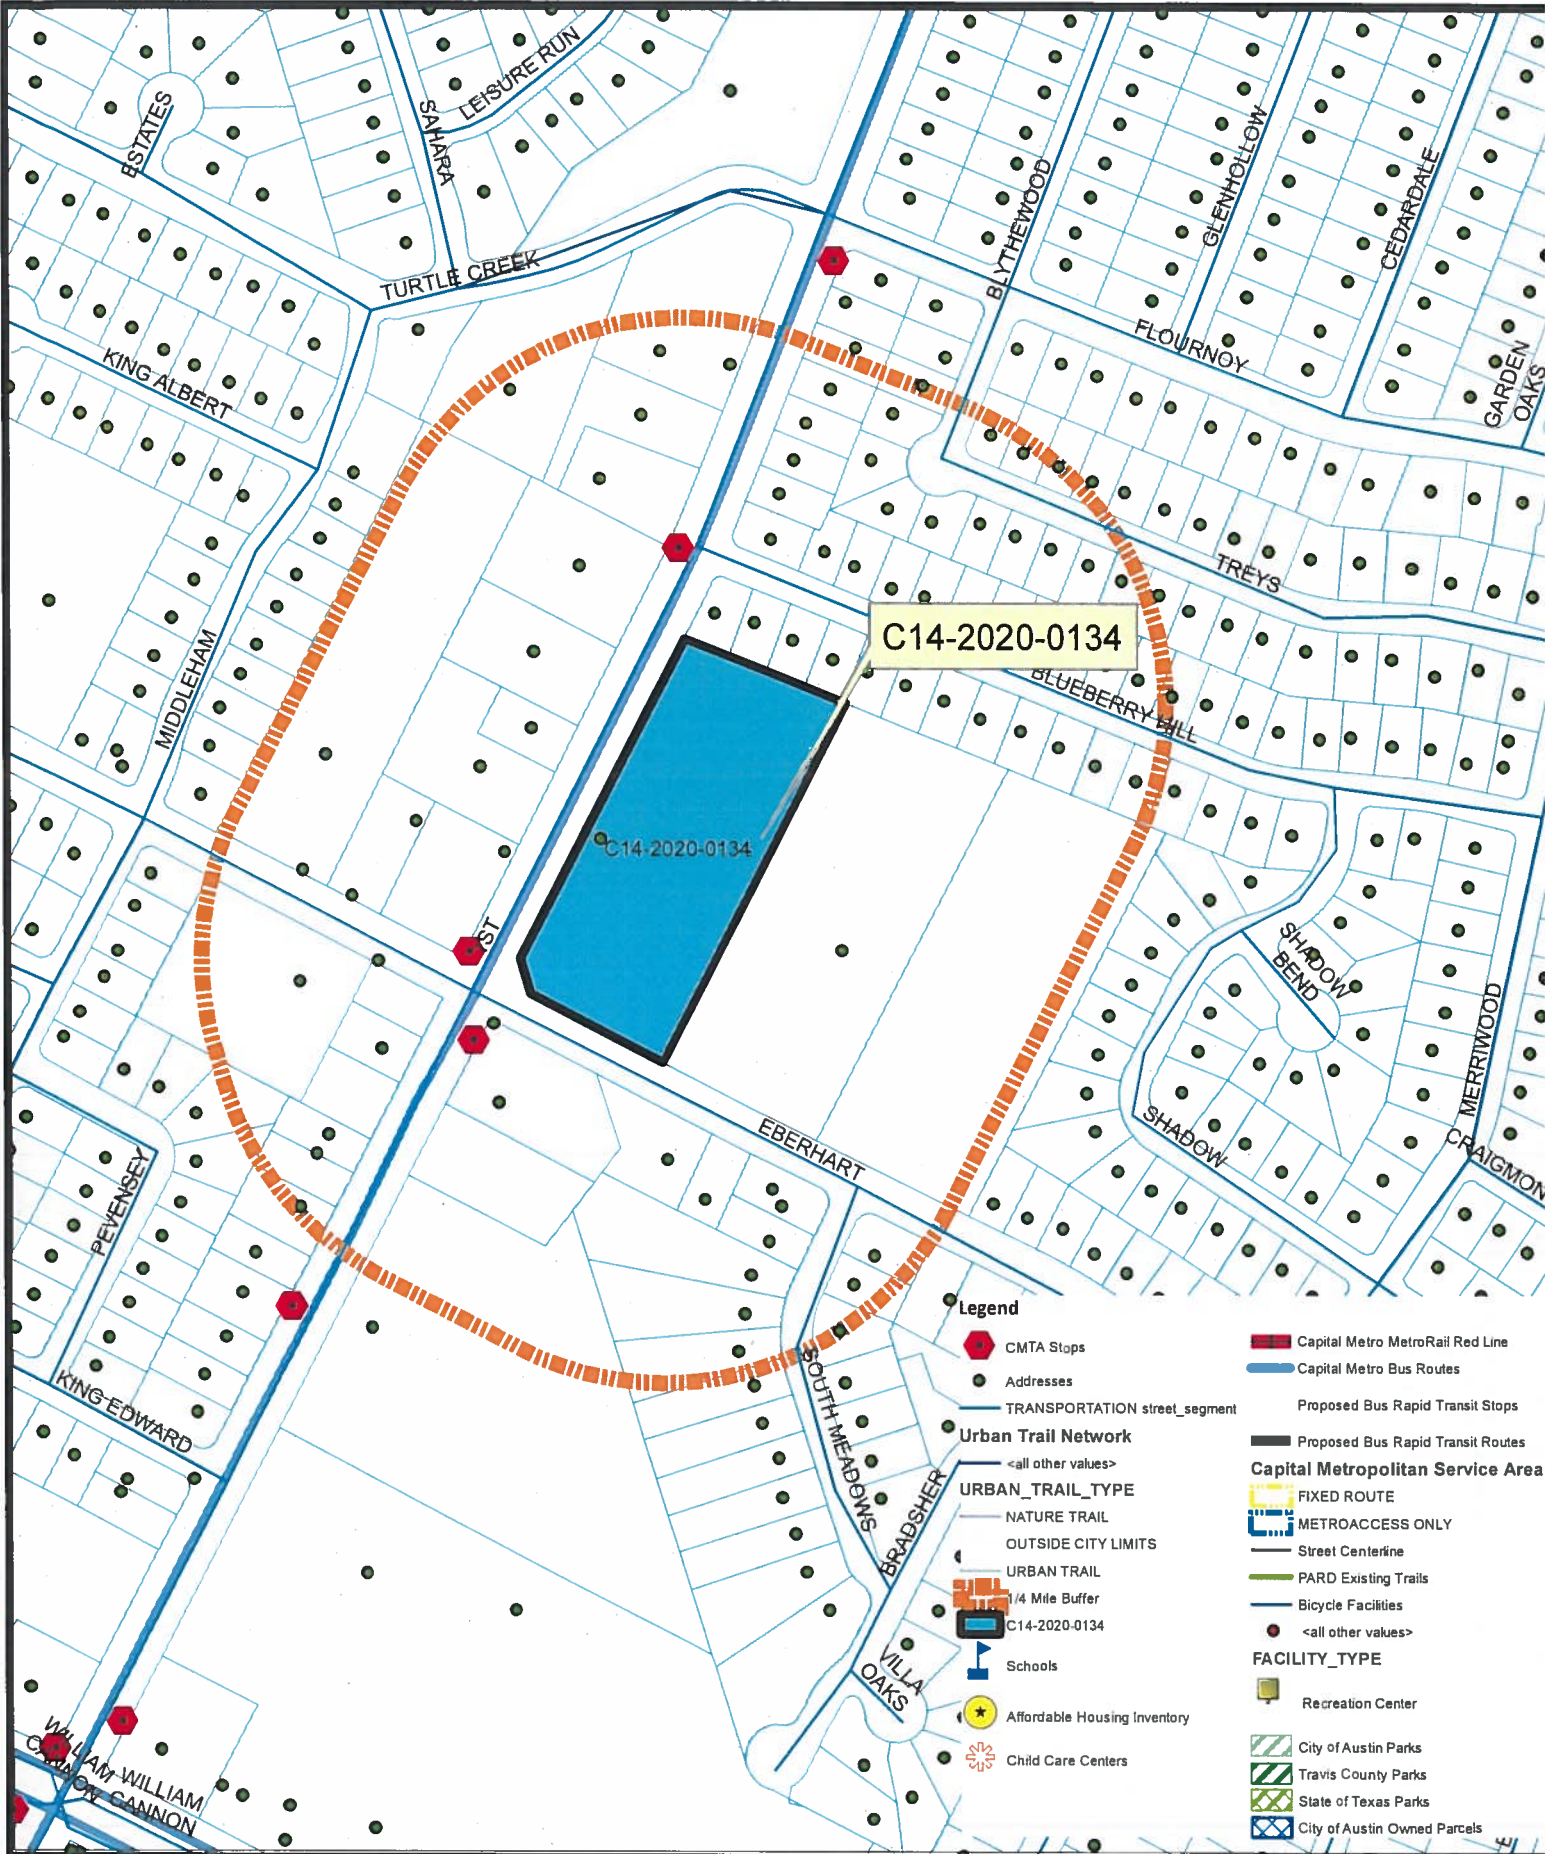 LEISURE RUN
ESTATES
SAHARA
BLYTHEWOOD
GLENHOLLOW
CEDARDALE
TURTLE CREEK
FLOURNOY
GARDEN
OAKS
KING ALBERT
TREYS
C14-2020-0134
MIDDLEHAM
BLUEBERRY HILL
C14-2020-0134
1ST
SHADOW
BEND
MERRIWOOD
EBERHART
SHADOW
CRAIGMON
PEVENSEY
KING EDWARD
SOUTH MEADOWS
BRADSHER
VILLA
OAKS
WILLIAM
CANNON
WILLIAM
CANNON
Legend
CMTA Stops
Addresses
TRANSPORTATION street_segment
Urban Trail Network
<all other values>
URBAN_TRAIL_TYPE
NATURE TRAIL
OUTSIDE CITY LIMITS
URBAN TRAIL
1/4 Mile Buffer
C14-2020-0134
Schools
Affordable Housing Inventory
Child Care Centers
Capital Metro MetroRail Red Line
Capital Metro Bus Routes
Proposed Bus Rapid Transit Stops
Proposed Bus Rapid Transit Routes
Capital Metropolitan Service Area
FIXED ROUTE
METROACCESS ONLY
Street Centerline
PARD Existing Trails
Bicycle Facilities
<all other values>
FACILITY_TYPE
Recreation Center
City of Austin Parks
Travis County Parks
State of Texas Parks
City of Austin Owned Parcels